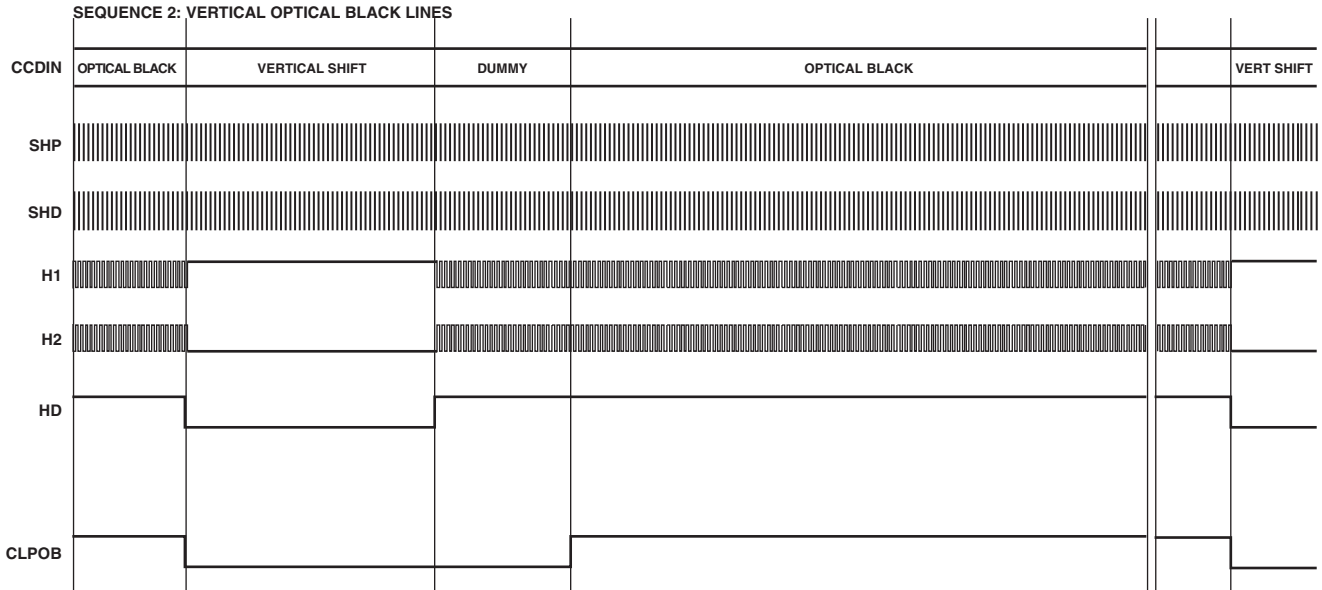 SEQUENCE 2: VERTICAL OPTICAL BLACK LINES
CCDIN OPTICAL BLACK VERTICAL SHIFT DUMMY OPTICAL BLACK VERT SHIFT
SHP
SHD
H1
H2
HD
CLPOB